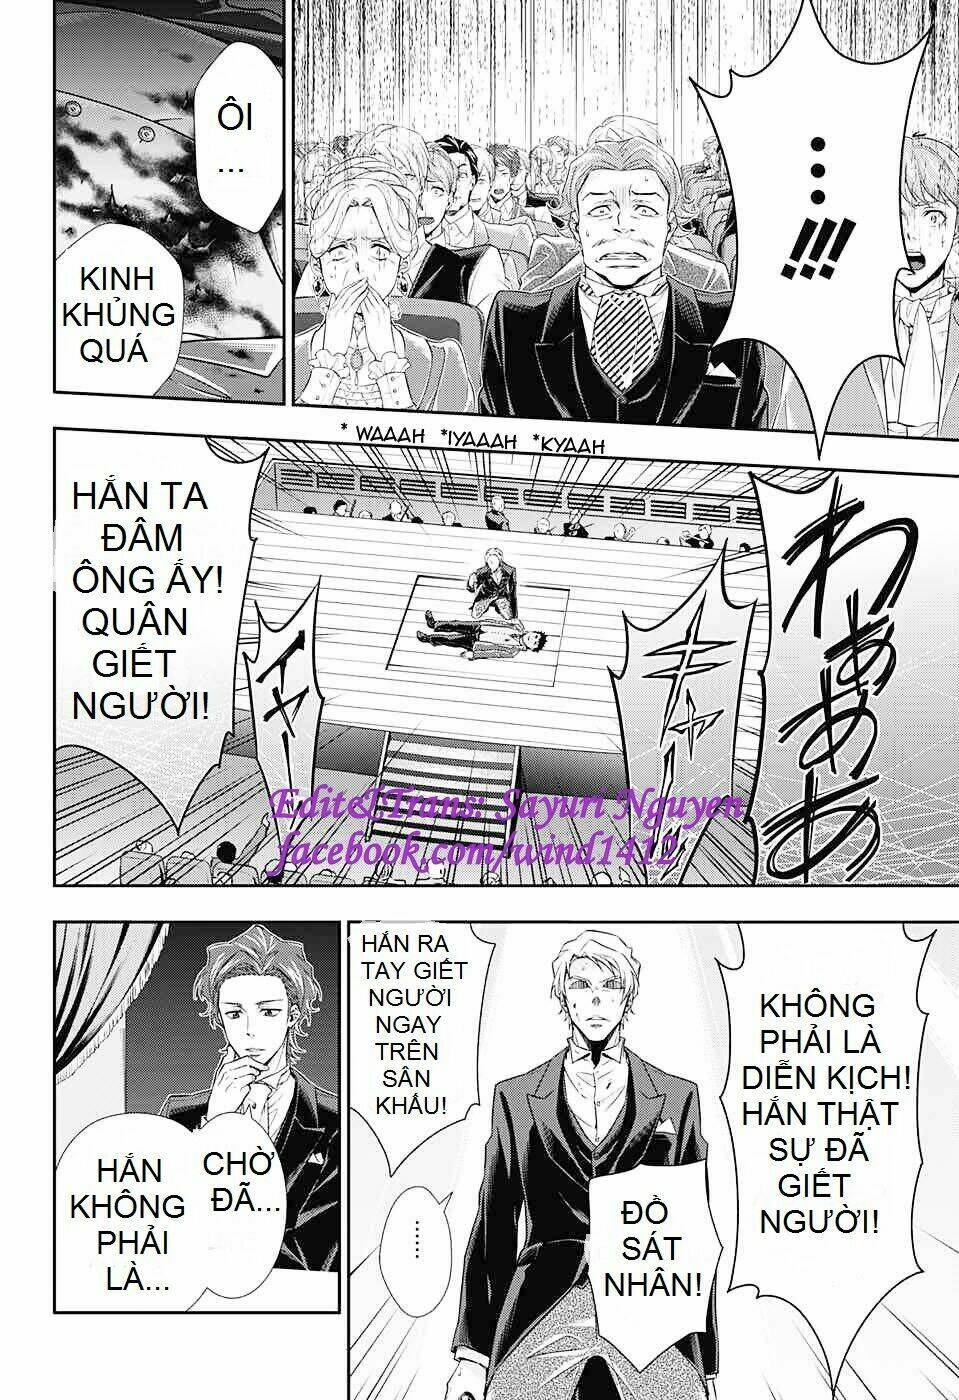 ...!!!
ÔI
...
KINH
KHỦNG
QUÁ
* WAAAH *IYAAAH *KYAAH
わああああ
キャー
キャー
HẮN TA
ĐÂM
ÔNG ẤY!
QUÂN
GIẾT
NGƯỜI!
Edit&Trans: Sayuri Nguyen
facebook.com/wind1412
KHÔNG
PHẢI LÀ
DIỄN KỊCH!
HẮN THẬT
SỰ ĐÃ
GIẾT
NGƯỜI!
HẮN RA
TAY GIẾT
NGƯỜI
NGAY
TRÊN
SÂN
KHẤU!
ĐỒ
SÁT
NHÂN!
......
CHỜ
ĐÃ...
HẮN
KHÔNG
PHẢI
LÀ...